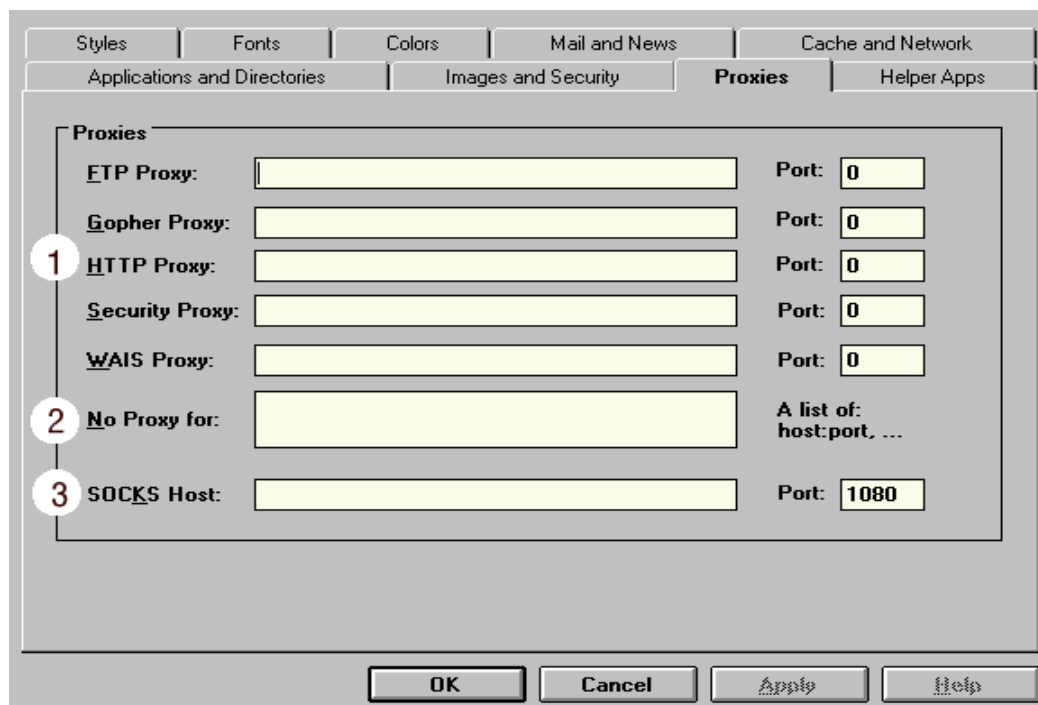 Styles Fonts Colors Mail and News Cache and Network
Applications and Directories Images and Security Proxies Helper Apps
Proxies
FTP Proxy: Port: 0
Gopher Proxy: Port: 0
1 HTTP Proxy: Port: 0
Security Proxy: Port: 0
WAIS Proxy: Port: 0
2 No Proxy for: A list of:
host:port, ...
3 SOCKS Host: Port: 1080
OK Cancel Apply Help